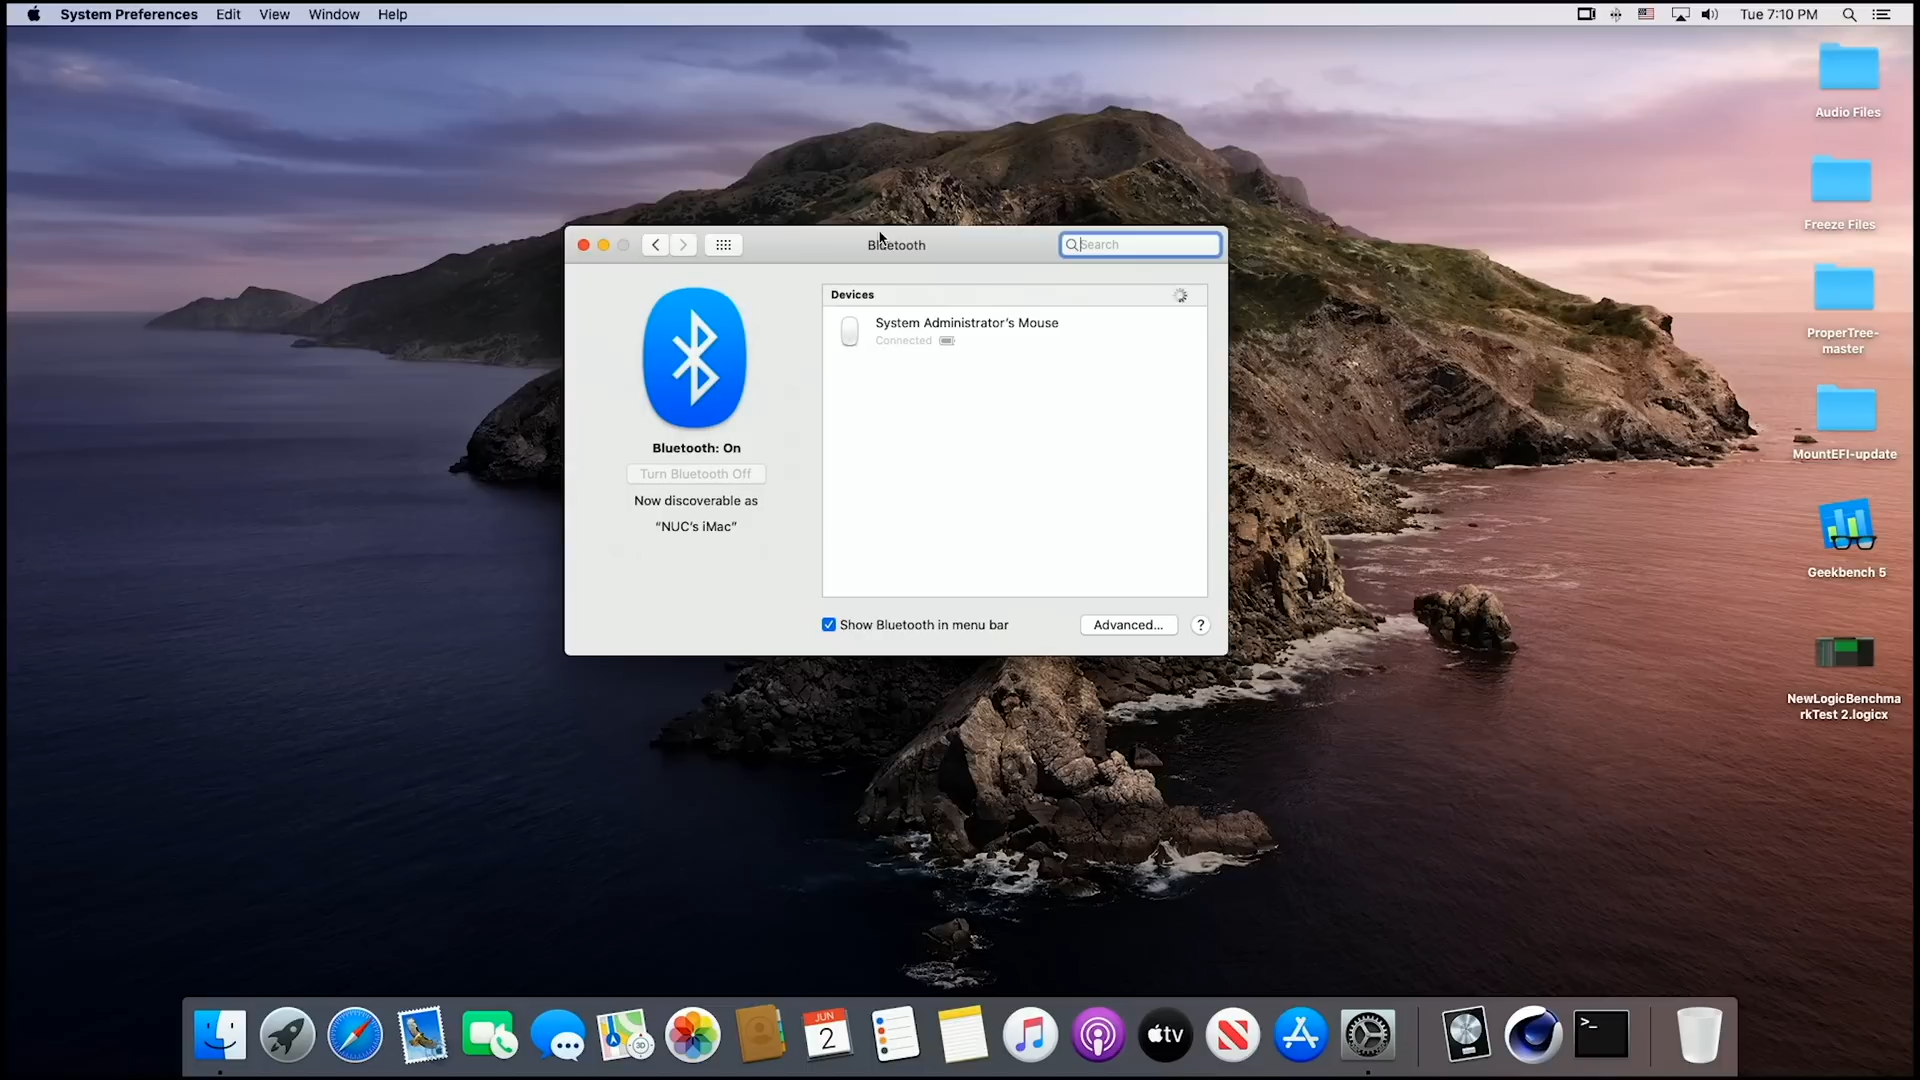 System Preferences Edit View Window Help
Tue 7:10 PM
Audio Files
Freeze Files
ProperTree-
master
MountEFI-update
Geekbench 5
NewLogicBenchma
rkTest 2.logicx
Bluetooth
Search
Bluetooth: On
Turn Bluetooth Off
Now discoverable as
“NUC’s iMac”
Devices
System Administrator’s Mouse
Connected
Show Bluetooth in menu bar
Advanced...
?
3D
JUN
2
tv
>_